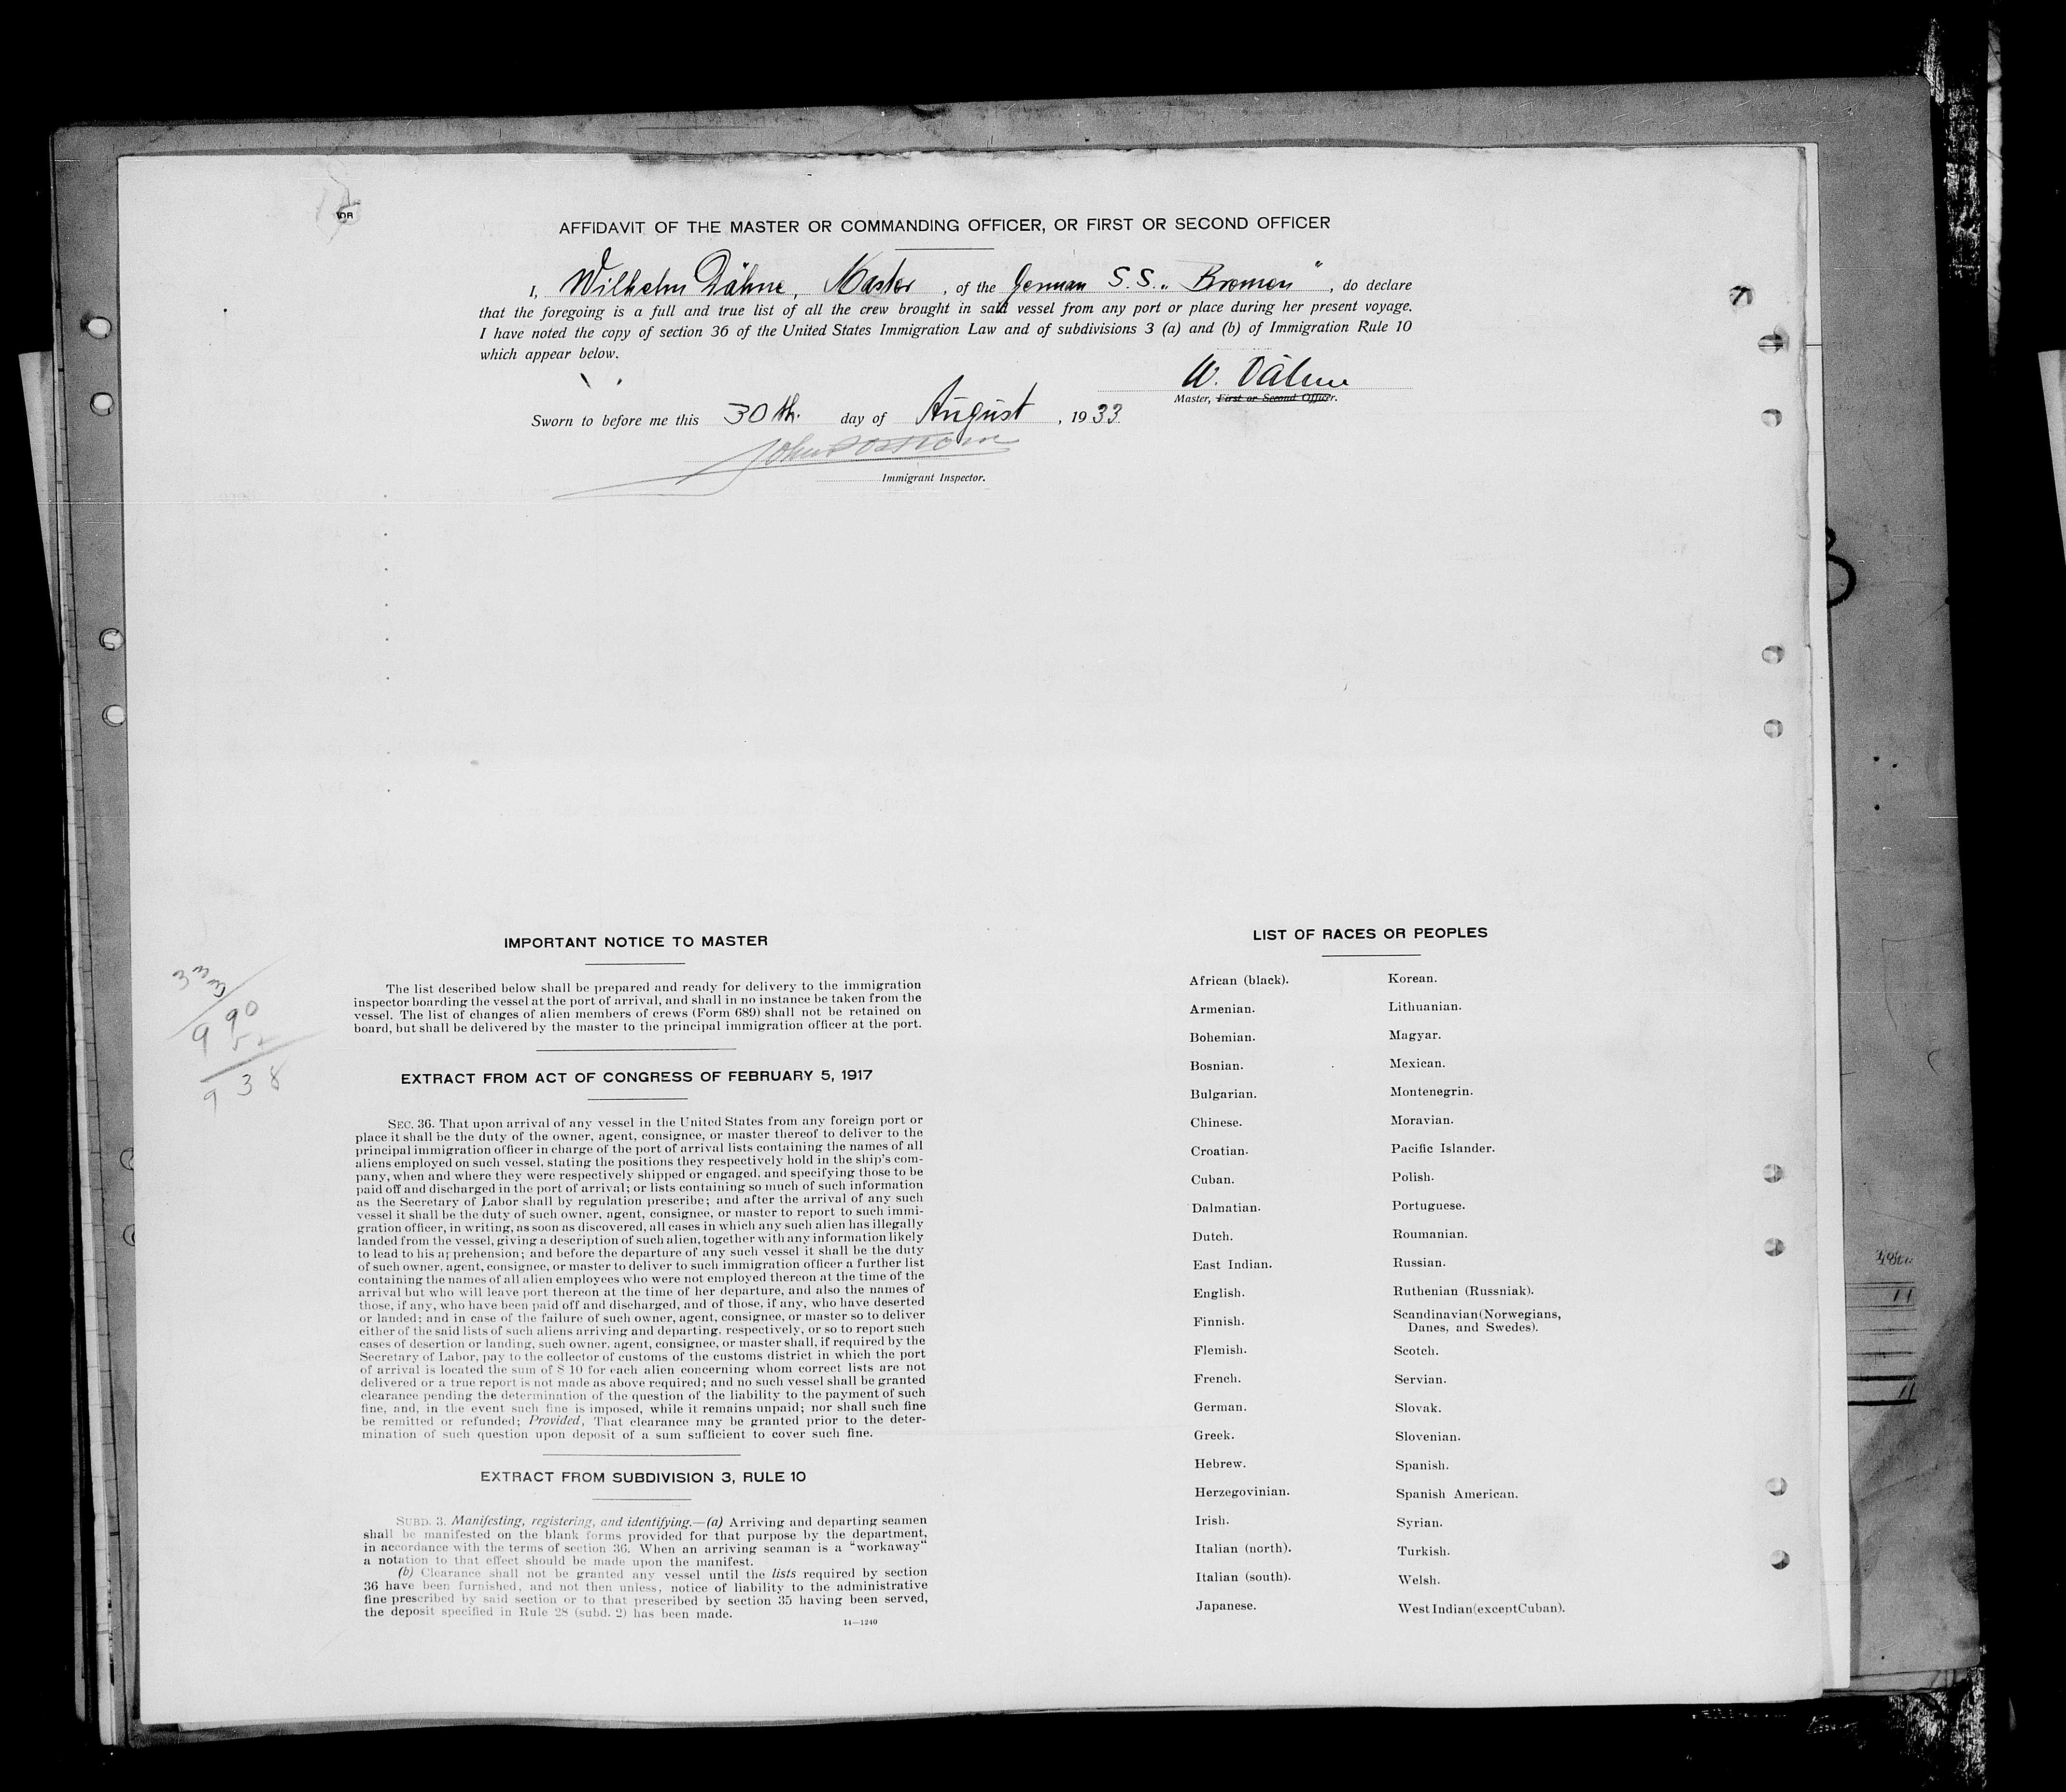 AFFIDAVIT OF THE MASTER OR COMMANDING OFFICER, OR FIRST OR SECOND OFFICER
I, Wilhelm Dähne, Master, of the German S.S. „Bremen", do declare
that the foregoing is a full and true list of all the crew brought in said vessel from any port or place during her present voyage.
I have noted the copy of section 36 of the United States Immigration Law and of subdivisions 3 (a) and (b) of Immigration Rule 10
which appear below.
W. Dähne
Master, First or Second Officer.
Sworn to before me this 30th. day of August, 1933
Immigrant Inspector.
IMPORTANT NOTICE TO MASTER
The list described below shall be prepared and ready for delivery to the immigration
inspector boarding the vessel at the port of arrival, and shall in no instance be taken from the
vessel. The list of changes of alien members of crews (Form 689) shall not be retained on
board, but shall be delivered by the master to the principal immigration officer at the port.
990
52
938
EXTRACT FROM ACT OF CONGRESS OF FEBRUARY 5, 1917
SEC. 36. That upon arrival of any vessel in the United States from any foreign port or
place it shall be the duty of the owner, agent, consignee, or master thereof to deliver to the
principal immigration officer in charge of the port of arrival lists containing the names of all
aliens employed on such vessel, stating the positions they respectively hold in the ship's com-
pany, when and where they were respectively shipped or engaged, and specifying those to be
paid off and discharged in the port of arrival; or lists containing so much of such information
as the Secretary of Labor shall by regulation prescribe; and after the arrival of any such
vessel it shall be the duty of such owner, agent, consignee, or master to report to such immi-
gration officer, in writing, as soon as discovered, all cases in which any such alien has illegally
landed from the vessel, giving a description of such alien, together with any information likely
to lead to his apprehension; and before the departure of any such vessel it shall be the duty
of such owner, agent, consignee, or master to deliver to such immigration officer a further list
containing the names of all alien employees who were not employed thereon at the time of the
arrival but who will leave port thereon at the time of her departure, and also the names of
those, if any, who have been paid off and discharged, and of those, if any, who have deserted
or landed; and in case of the failure of such owner, agent, consignee, or master so to deliver
either of the said lists of such aliens arriving and departing, respectively, or so to report such
cases of desertion or landing, such owner, agent, consignee, or master shall, if required by the
Secretary of Labor, pay to the collector of customs of the customs district in which the port
of arrival is located the sum of $ 10 for each alien concerning whom correct lists are not
delivered or a true report is not made as above required; and no such vessel shall be granted
clearance pending the determination of the question of the liability to the payment of such
fine, and, in the event such fine is imposed, while it remains unpaid; nor shall such fine
be remitted or refunded; Provided, That clearance may be granted prior to the deter-
mination of such question upon deposit of a sum sufficient to cover such fine.
EXTRACT FROM SUBDIVISION 3, RULE 10
SUBD. 3. Manifesting, registering, and identifying.—(a) Arriving and departing seamen
shall be manifested on the blank forms provided for that purpose by the department,
in accordance with the terms of section 36. When an arriving seaman is a "workaway"
a notation to that effect should be made upon the manifest.
(b) Clearance shall not be granted any vessel until the lists required by section
36 have been furnished, and not then unless, notice of liability to the administrative
fine prescribed by said section or to that prescribed by section 35 having been served,
the deposit specified in Rule 28 (subd. 2) has been made.
14—1240
LIST OF RACES OR PEOPLES
African (black).
Armenian.
Bohemian.
Bosnian.
Bulgarian.
Chinese.
Croatian.
Cuban.
Dalmatian.
Dutch.
East Indian.
English.
Finnish.
Flemish.
French.
German.
Greek.
Hebrew.
Herzegovinian.
Irish.
Italian (north).
Italian (south).
Japanese.
Korean.
Lithuanian.
Magyar.
Mexican.
Montenegrin.
Moravian.
Pacific Islander.
Polish.
Portuguese.
Roumanian.
Russian.
Ruthenian (Russniak).
Scandinavian (Norwegians,
Danes, and Swedes).
Scotch.
Servian.
Slovak.
Slovenian.
Spanish.
Spanish American.
Syrian.
Turkish.
Welsh.
West Indian (except Cuban).